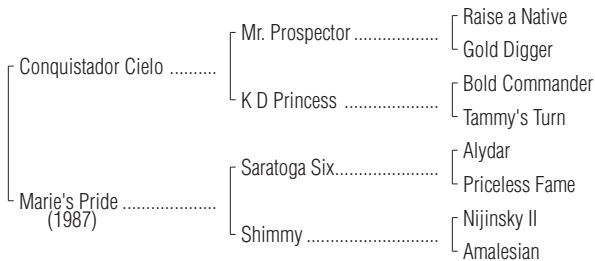 Raise a Native
Mr. Prospector ..................
Gold Digger
Conquistador Cielo ..........
Bold Commander
K D Princess ....................
Tammy's Turn
Alydar
Saratoga Six......................
Priceless Fame
Marie's Pride ....................
(1987)
Nijinsky II
Shimmy ............................
Amalesian